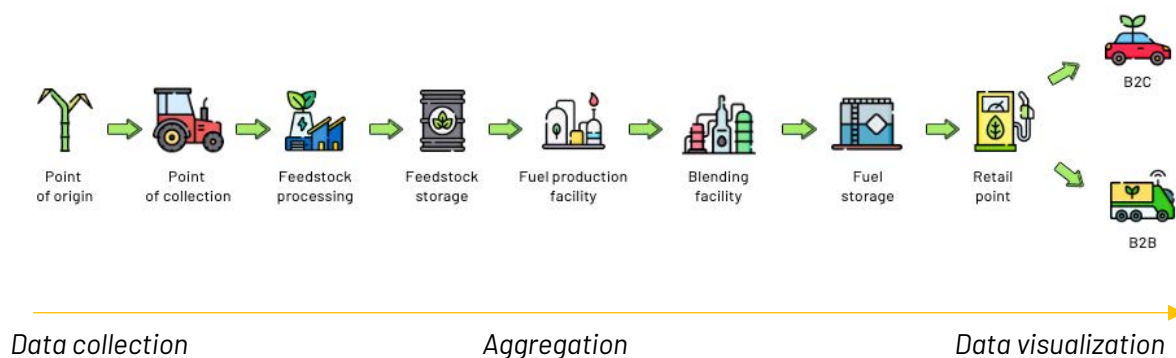 B2C
Point
of origin
Point
of collection
Feedstock
processing
Feedstock
storage
Fuel production
facility
Blending
facility
Fuel
storage
Retail
point
B2B
Data collection
Aggregation
Data visualization